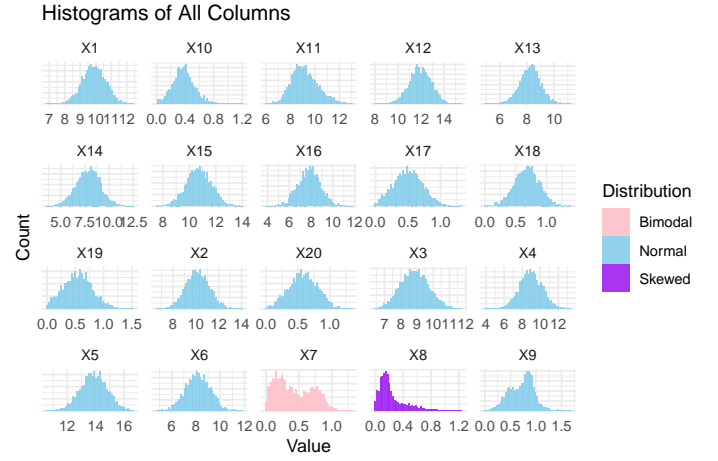 Histograms of All Columns
X1 X10 X11 X12 X13
7 8 9 10 11 12 0.0 0.4 0.8 1.2 6 8 10 12 8 10 12 14 6 8 10
X14 X15 X16 X17 X18
5.0 7.5 10.0 12.5 8 10 12 14 4 6 8 10 12 0.0 0.5 1.0 0.0 0.5 1.0
X19 X2 X20 X3 X4
0.0 0.5 1.0 1.5 8 10 12 14 0.0 0.5 1.0 7 8 9 10 11 12 4 6 8 10 12
X5 X6 X7 X8 X9
12 14 16 6 8 10 12 0.0 0.5 1.0 0.0 0.4 0.8 1.2 0.0 0.5 1.0 1.5
Value
Count
Distribution
Bimodal
Normal
Skewed